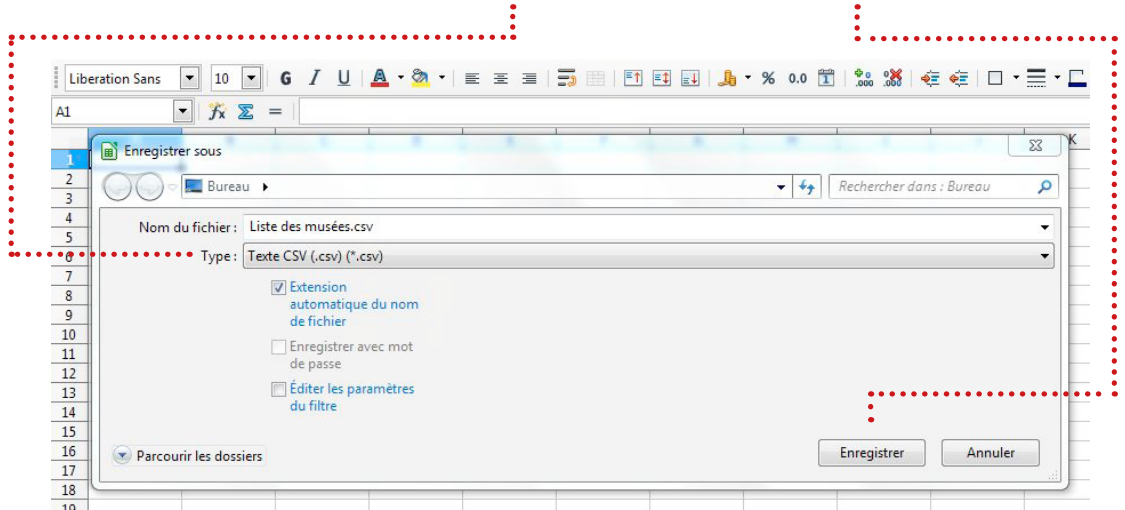 Liberation Sans 10 G I U A % 0.0
A1 fx Σ =
K
Enregistrer sous
1
2
Bureau
Rechercher dans : Bureau
3
4
Nom du fichier : Liste des musées.csv
5
6
Type : Texte CSV (.csv) (*.csv)
7
8
Extension
automatique du nom
de fichier
9
10
11
Enregistrer avec mot
de passe
12
13
Éditer les paramètres
du filtre
14
15
16
Parcourir les dossiers
Enregistrer
Annuler
17
18
19